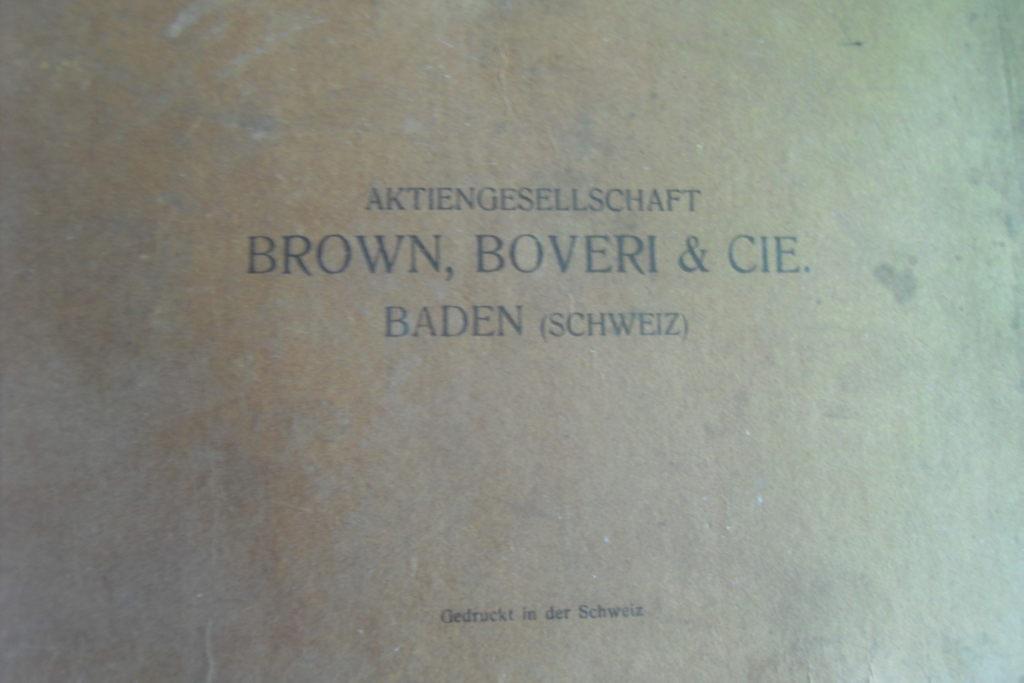 AKTIENGESELLSCHAFT
BROWN, BOVERI & CIE.
BADEN (SCHWEIZ)
Gedruckt in der Schweiz